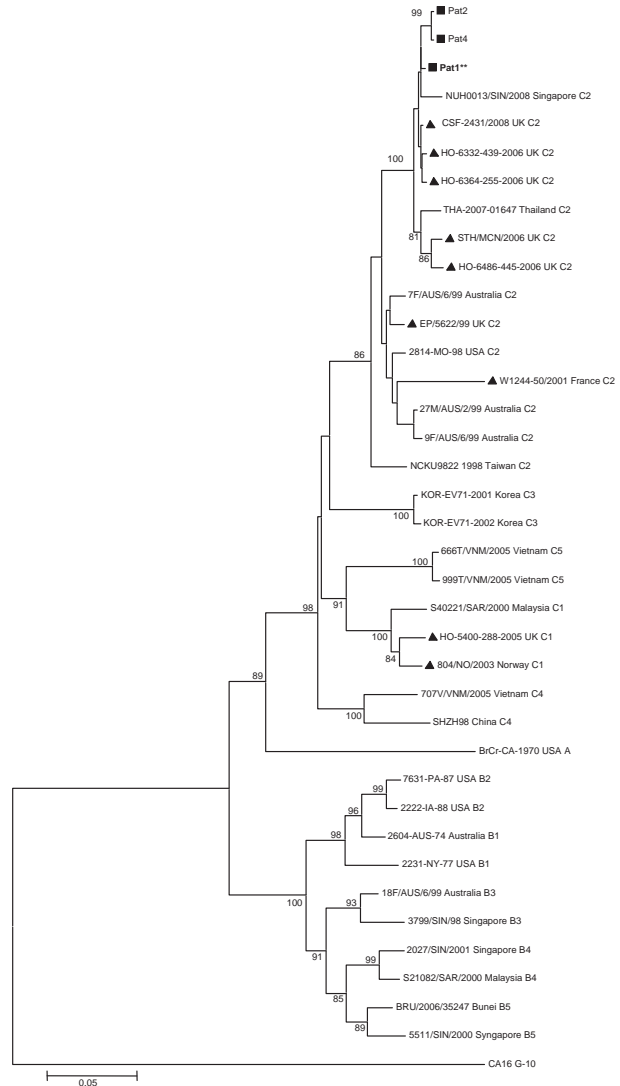 99
Pat2
Pat4
Pat1**
NUH0013/SIN/2008 Singapore C2
CSF-2431/2008 UK C2
HO-6332-439-2006 UK C2
100
HO-6364-255-2006 UK C2
THA-2007-01647 Thailand C2
81
STH/MCN/2006 UK C2
86
HO-6486-445-2006 UK C2
7F/AUS/6/99 Australia C2
EP/5622/99 UK C2
86
2814-MO-98 USA C2
W1244-50/2001 France C2
27M/AUS/2/99 Australia C2
9F/AUS/6/99 Australia C2
NCKU9822 1998 Taiwan C2
KOR-EV71-2001 Korea C3
100
KOR-EV71-2002 Korea C3
666T/VNM/2005 Vietnam C5
100
999T/VNM/2005 Vietnam C5
98
91
S40221/SAR/2000 Malaysia C1
100
HO-5400-288-2005 UK C1
84
804/NO/2003 Norway C1
89
707V/VNM/2005 Vietnam C4
100
SHZH98 China C4
BrCr-CA-1970 USA A
7631-PA-87 USA B2
99
2222-IA-88 USA B2
96
2604-AUS-74 Australia B1
98
2231-NY-77 USA B1
100
18F/AUS/6/99 Australia B3
93
3799/SIN/98 Singapore B3
91
2027/SIN/2001 Singapore B4
99
S21082/SAR/2000 Malaysia B4
85
BRU/2006/35247 Bunei B5
89
5511/SIN/2000 Syngapore B5
CA16 G-10
0.05